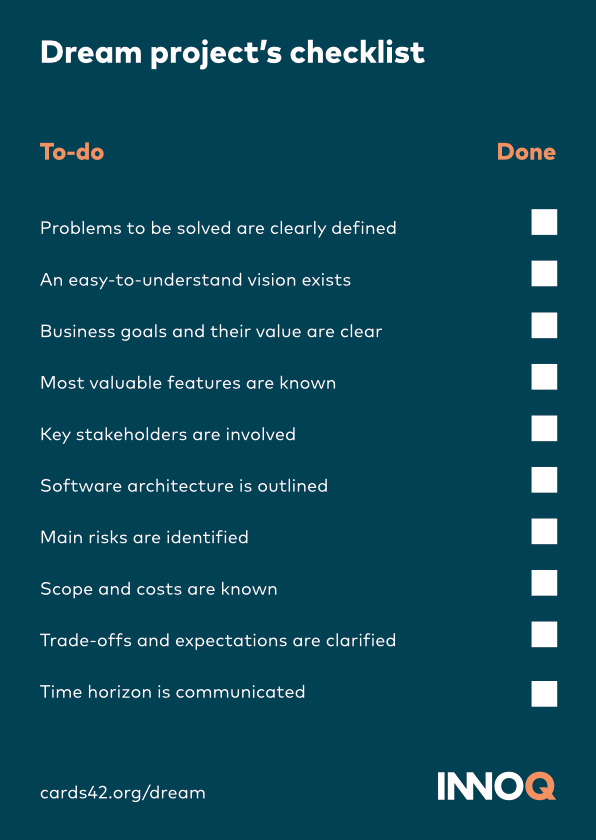 Dream project’s checklist
To-do Done
Problems to be solved are clearly defined
An easy-to-understand vision exists
Business goals and their value are clear
Most valuable features are known
Key stakeholders are involved
Software architecture is outlined
Main risks are identified
Scope and costs are known
Trade-offs and expectations are clarified
Time horizon is communicated
cards42.org/dream INNOQ